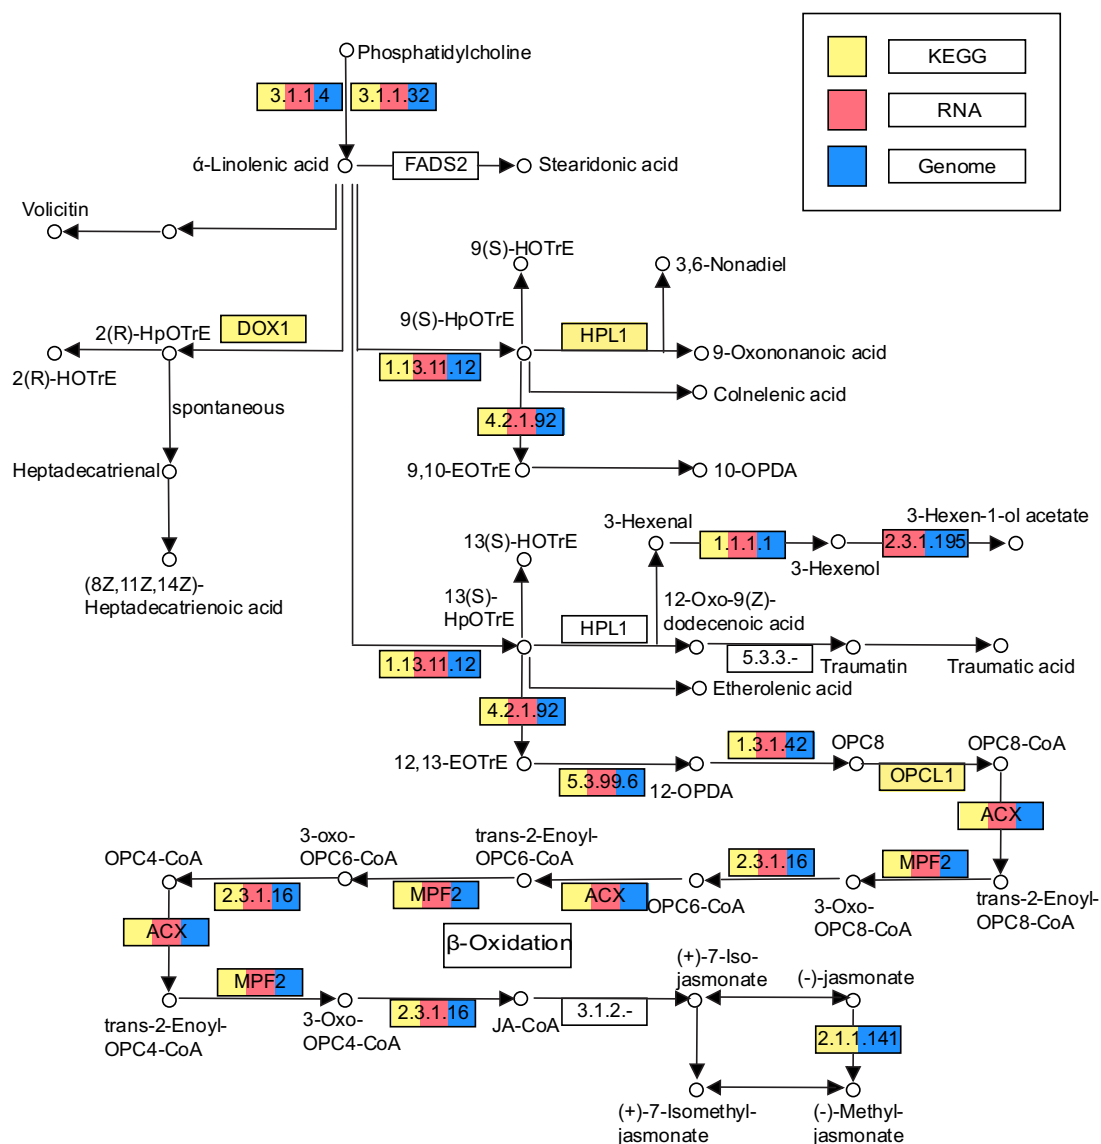 Phosphatidylcholine
KEGG
RNA
Genome
3.1.1.4
3.1.1.32
ά-Linolenic acid
FADS2
Stearidonic acid
Volicitin
9(S)-HOTrE
3,6-Nonadiel
2(R)-HpOTrE
DOX1
9(S)-HpOTrE
HPL1
9-Oxononanoic acid
2(R)-HOTrE
1.13.11.12
Colnelenic acid
spontaneous
4.2.1.92
Heptadecatrienal
9,10-EOTrE
10-OPDA
3-Hexenal
3-Hexen-1-ol acetate
13(S)-HOTrE
1.1.1.1
2.3.1.195
3-Hexenol
(8Z,11Z,14Z)-
Heptadecatrienoic acid
13(S)-
HpOTrE
HPL1
12-Oxo-9(Z)-
dodecenoic acid
1.13.11.12
5.3.3.-
Traumatin
Traumatic acid
Etherolenic acid
4.2.1.92
12,13-EOTrE
5.3.99.6
12-OPDA
1.3.1.42
OPC8
OPCL1
OPC8-CoA
ACX
OPC4-CoA
3-oxo-
OPC6-CoA
trans-2-Enoyl-
OPC6-CoA
2.3.1.16
MPF2
2.3.1.16
MPF2
ACX
OPC6-CoA
3-Oxo-
OPC8-CoA
trans-2-Enoyl-
OPC8-CoA
ACX
β-Oxidation
MPF2
(+)-7-Iso-
jasmonate
(-)-jasmonate
trans-2-Enoyl-
OPC4-CoA
3-Oxo-
OPC4-CoA
2.3.1.16
JA-CoA
3.1.2.-
2.1.1.141
(+)-7-Isomethyl-
jasmonate
(-)-Methyl-
jasmonate